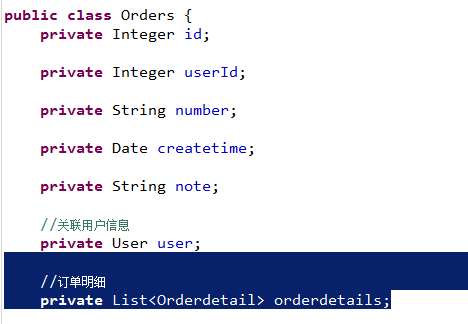 public class Orders {
private Integer id;
private Integer userId;
private String number;
private Date createtime;
private String note;
//关联用户信息
private User user;
//订单明细
private List<Orderdetail> orderdetails;